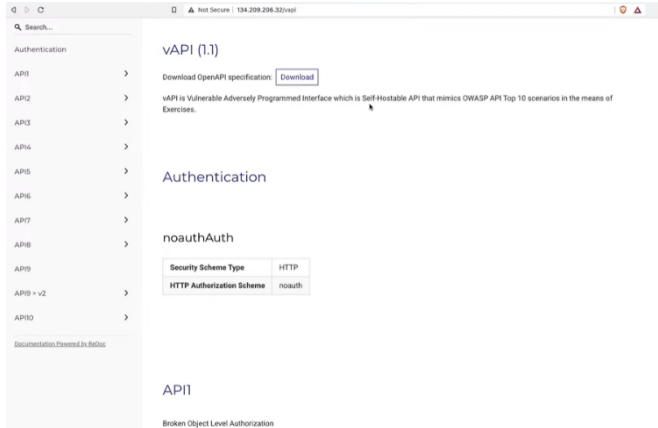 Not Secure | 134.209.206.32/vapi
Search...
Authentication
API1
API2
API3
API4
API5
API6
API7
API8
API9
API9 > v2
API10
Documentation Powered by ReDoc
vAPI (1.1)
Download OpenAPI specification: Download
vAPI is Vulnerable Adversely Programmed Interface which is Self-Hostable API that mimics OWASP API Top 10 scenarios in the means of
Exercises.
Authentication
noauthAuth
Security Scheme Type HTTP
HTTP Authorization Scheme noauth
API1
Broken Object Level Authorization